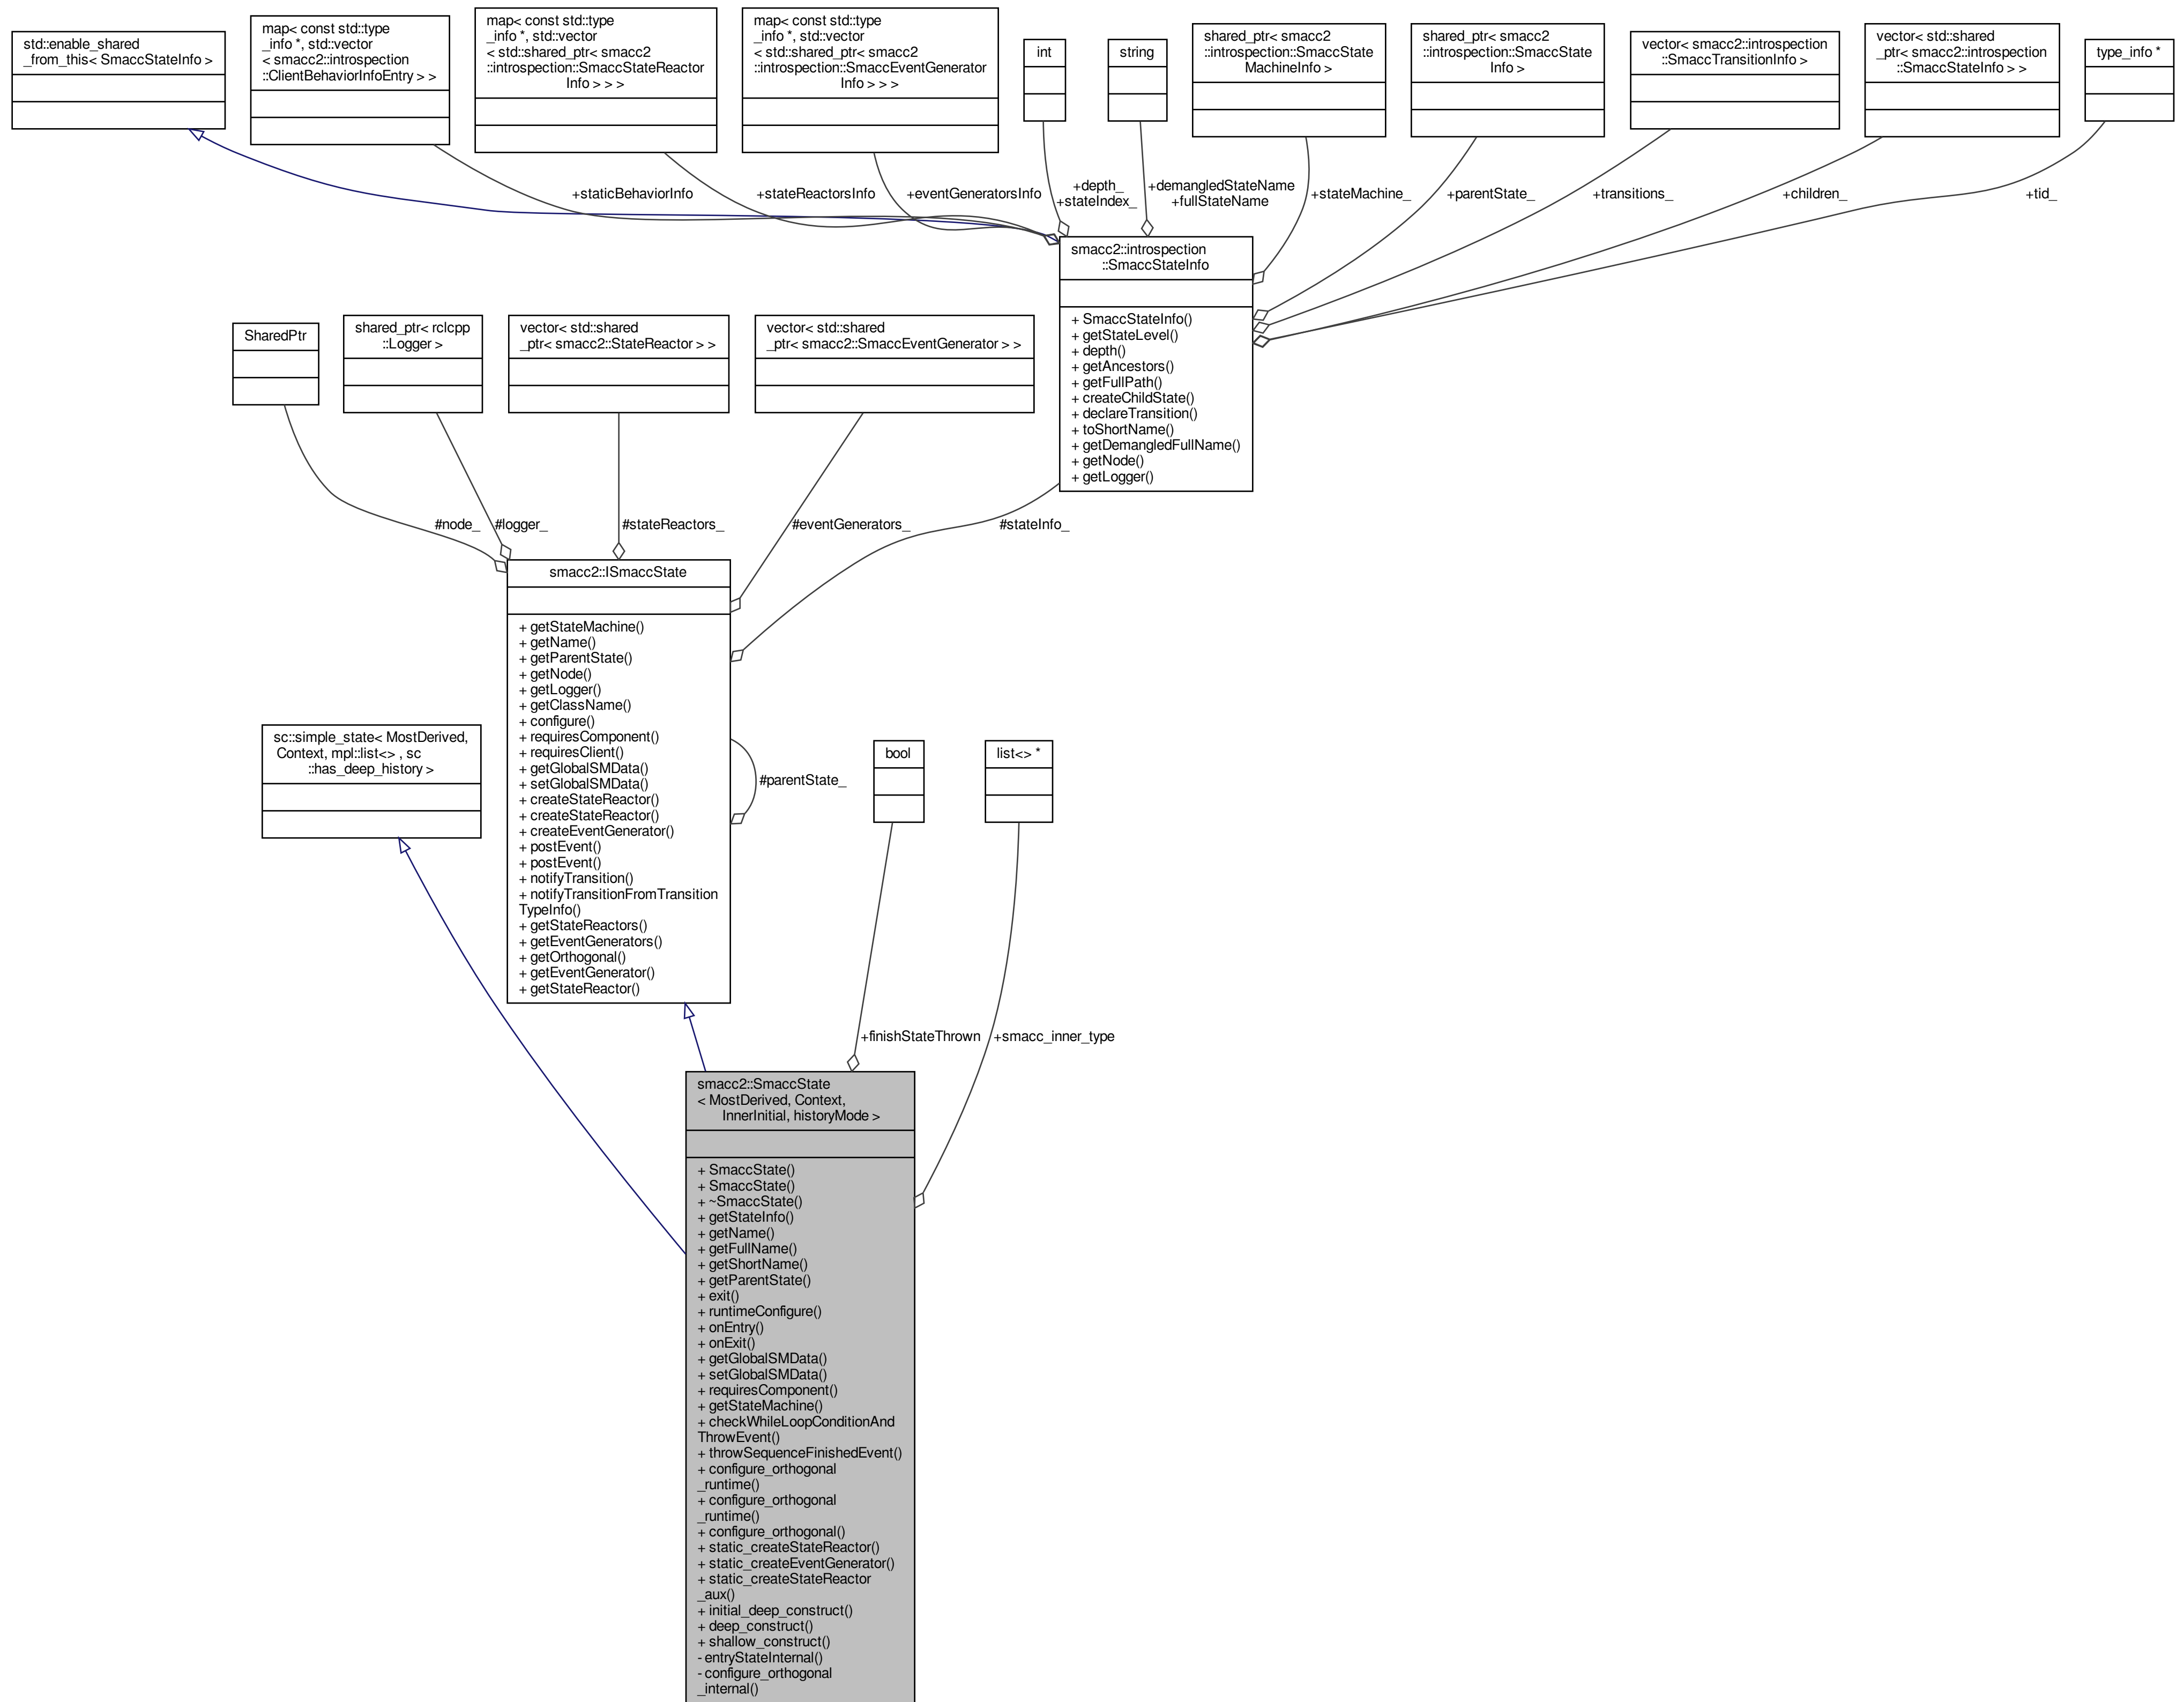 std::enable_shared
_from_this< SmaccStateInfo >
map< const std::type
_info *, std::vector
< smacc2::introspection
::ClientBehaviorInfoEntry > >
map< const std::type
_info *, std::vector
< std::shared_ptr< smacc2
::introspection::SmaccStateReactor
Info > > >
map< const std::type
_info *, std::vector
< std::shared_ptr< smacc2
::introspection::SmaccEventGenerator
Info > > >
int
string
shared_ptr< smacc2
::introspection::SmaccState
MachineInfo >
shared_ptr< smacc2
::introspection::SmaccState
Info >
vector< smacc2::introspection
::SmaccTransitionInfo >
vector< std::shared
_ptr< smacc2::introspection
::SmaccStateInfo > >
type_info *
+staticBehaviorInfo
+stateReactorsInfo
+eventGeneratorsInfo
+depth_
+stateIndex_
+demangledStateName
+fullStateName
+stateMachine_
+parentState_
+transitions_
+children_
+tid_
smacc2::introspection
::SmaccStateInfo
+ SmaccStateInfo()
+ getStateLevel()
+ depth()
+ getAncestors()
+ getFullPath()
+ createChildState()
+ declareTransition()
+ toShortName()
+ getDemangledFullName()
+ getNode()
+ getLogger()
SharedPtr
shared_ptr< rclcpp
::Logger >
vector< std::shared
_ptr< smacc2::StateReactor > >
vector< std::shared
_ptr< smacc2::SmaccEventGenerator > >
#node_
#logger_
#stateReactors_
#eventGenerators_
#stateInfo_
smacc2::ISmaccState
+ getStateMachine()
+ getName()
+ getParentState()
+ getNode()
+ getLogger()
+ getClassName()
+ configure()
+ requiresComponent()
+ requiresClient()
+ getGlobalSMData()
+ setGlobalSMData()
+ createStateReactor()
+ createStateReactor()
+ createEventGenerator()
+ postEvent()
+ postEvent()
+ notifyTransition()
+ notifyTransitionFromTransition
TypeInfo()
+ getStateReactors()
+ getEventGenerators()
+ getOrthogonal()
+ getEventGenerator()
+ getStateReactor()
#parentState_
sc::simple_state< MostDerived,
Context, mpl::list<> , sc
::has_deep_history >
bool
list<> *
+finishStateThrown
+smacc_inner_type
smacc2::SmaccState
< MostDerived, Context,
InnerInitial, historyMode >
+ SmaccState()
+ SmaccState()
+ ~SmaccState()
+ getStateInfo()
+ getName()
+ getFullName()
+ getShortName()
+ getParentState()
+ exit()
+ runtimeConfigure()
+ onEntry()
+ onExit()
+ getGlobalSMData()
+ setGlobalSMData()
+ requiresComponent()
+ getStateMachine()
+ checkWhileLoopConditionAnd
ThrowEvent()
+ throwSequenceFinishedEvent()
+ configure_orthogonal
_runtime()
+ configure_orthogonal
_runtime()
+ configure_orthogonal()
+ static_createStateReactor()
+ static_createEventGenerator()
+ static_createStateReactor
_aux()
+ initial_deep_construct()
+ deep_construct()
+ shallow_construct()
- entryStateInternal()
- configure_orthogonal
_internal()